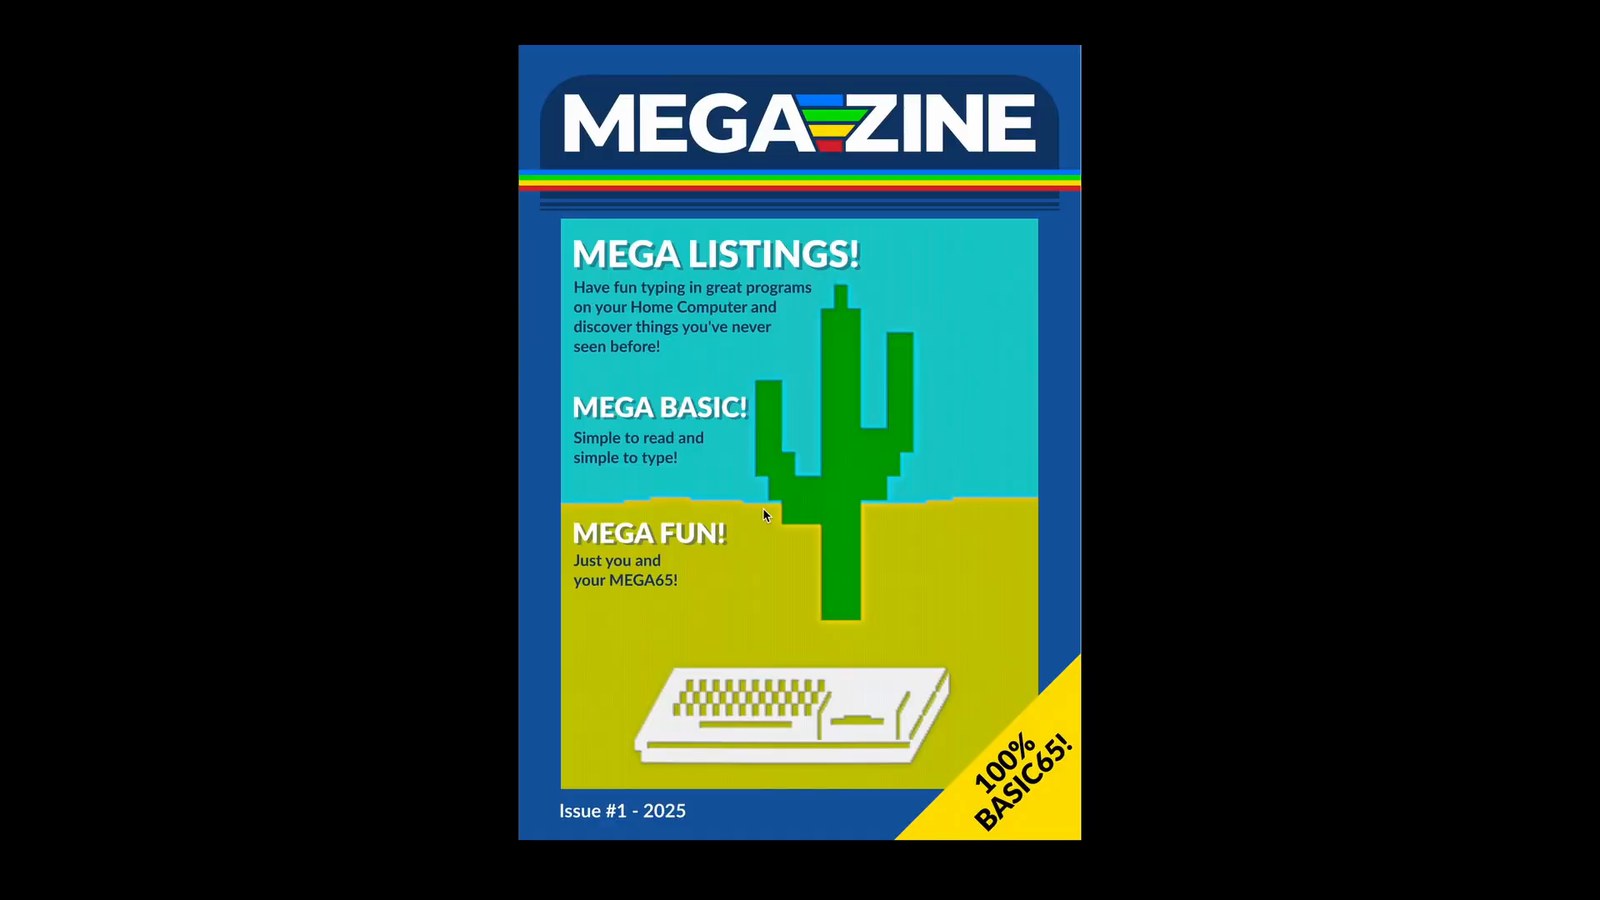 MEGA ZINE
MEGA LISTINGS!
Have fun typing in great programs
on your Home Computer and
discover things you've never
seen before!
MEGA BASIC!
Simple to read and
simple to type!
MEGA FUN!
Just you and
your MEGA65!
100%
BASIC65!
Issue #1 - 2025